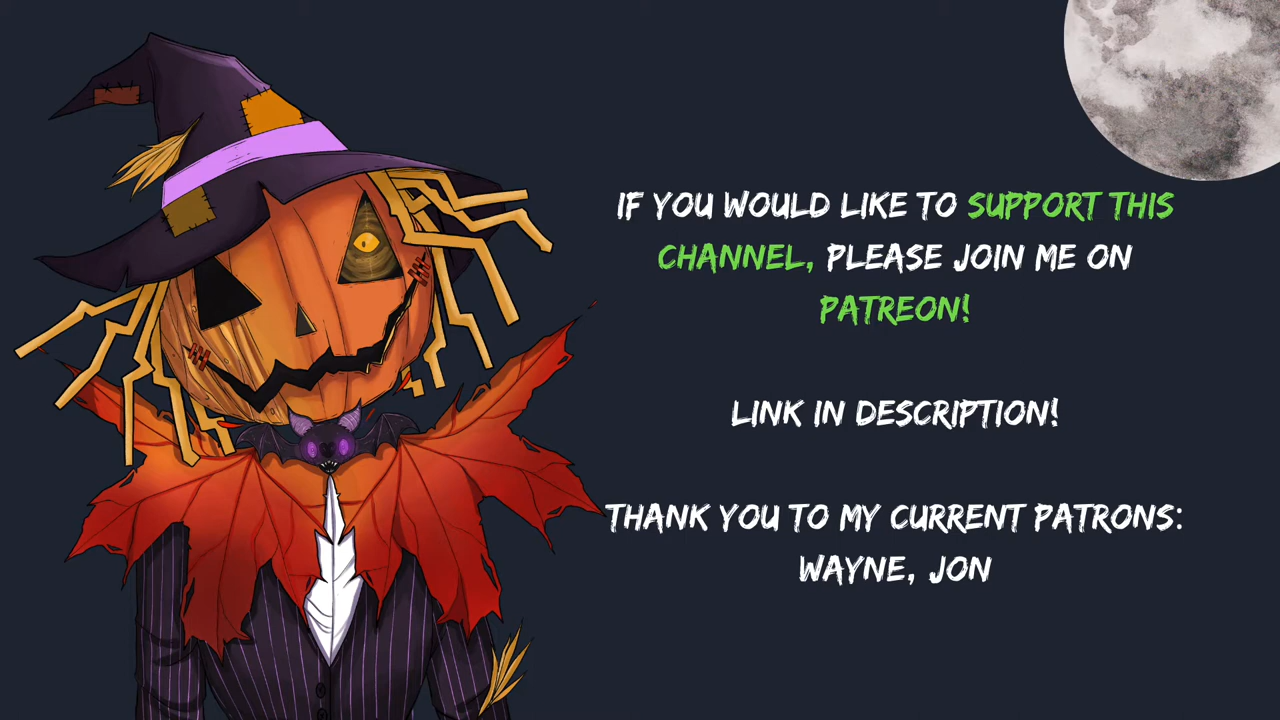 IF YOU WOULD LIKE TO SUPPORT THIS
CHANNEL, PLEASE JOIN ME ON
PATREON!
LINK IN DESCRIPTION!
THANK YOU TO MY CURRENT PATRONS:
WAYNE, JON